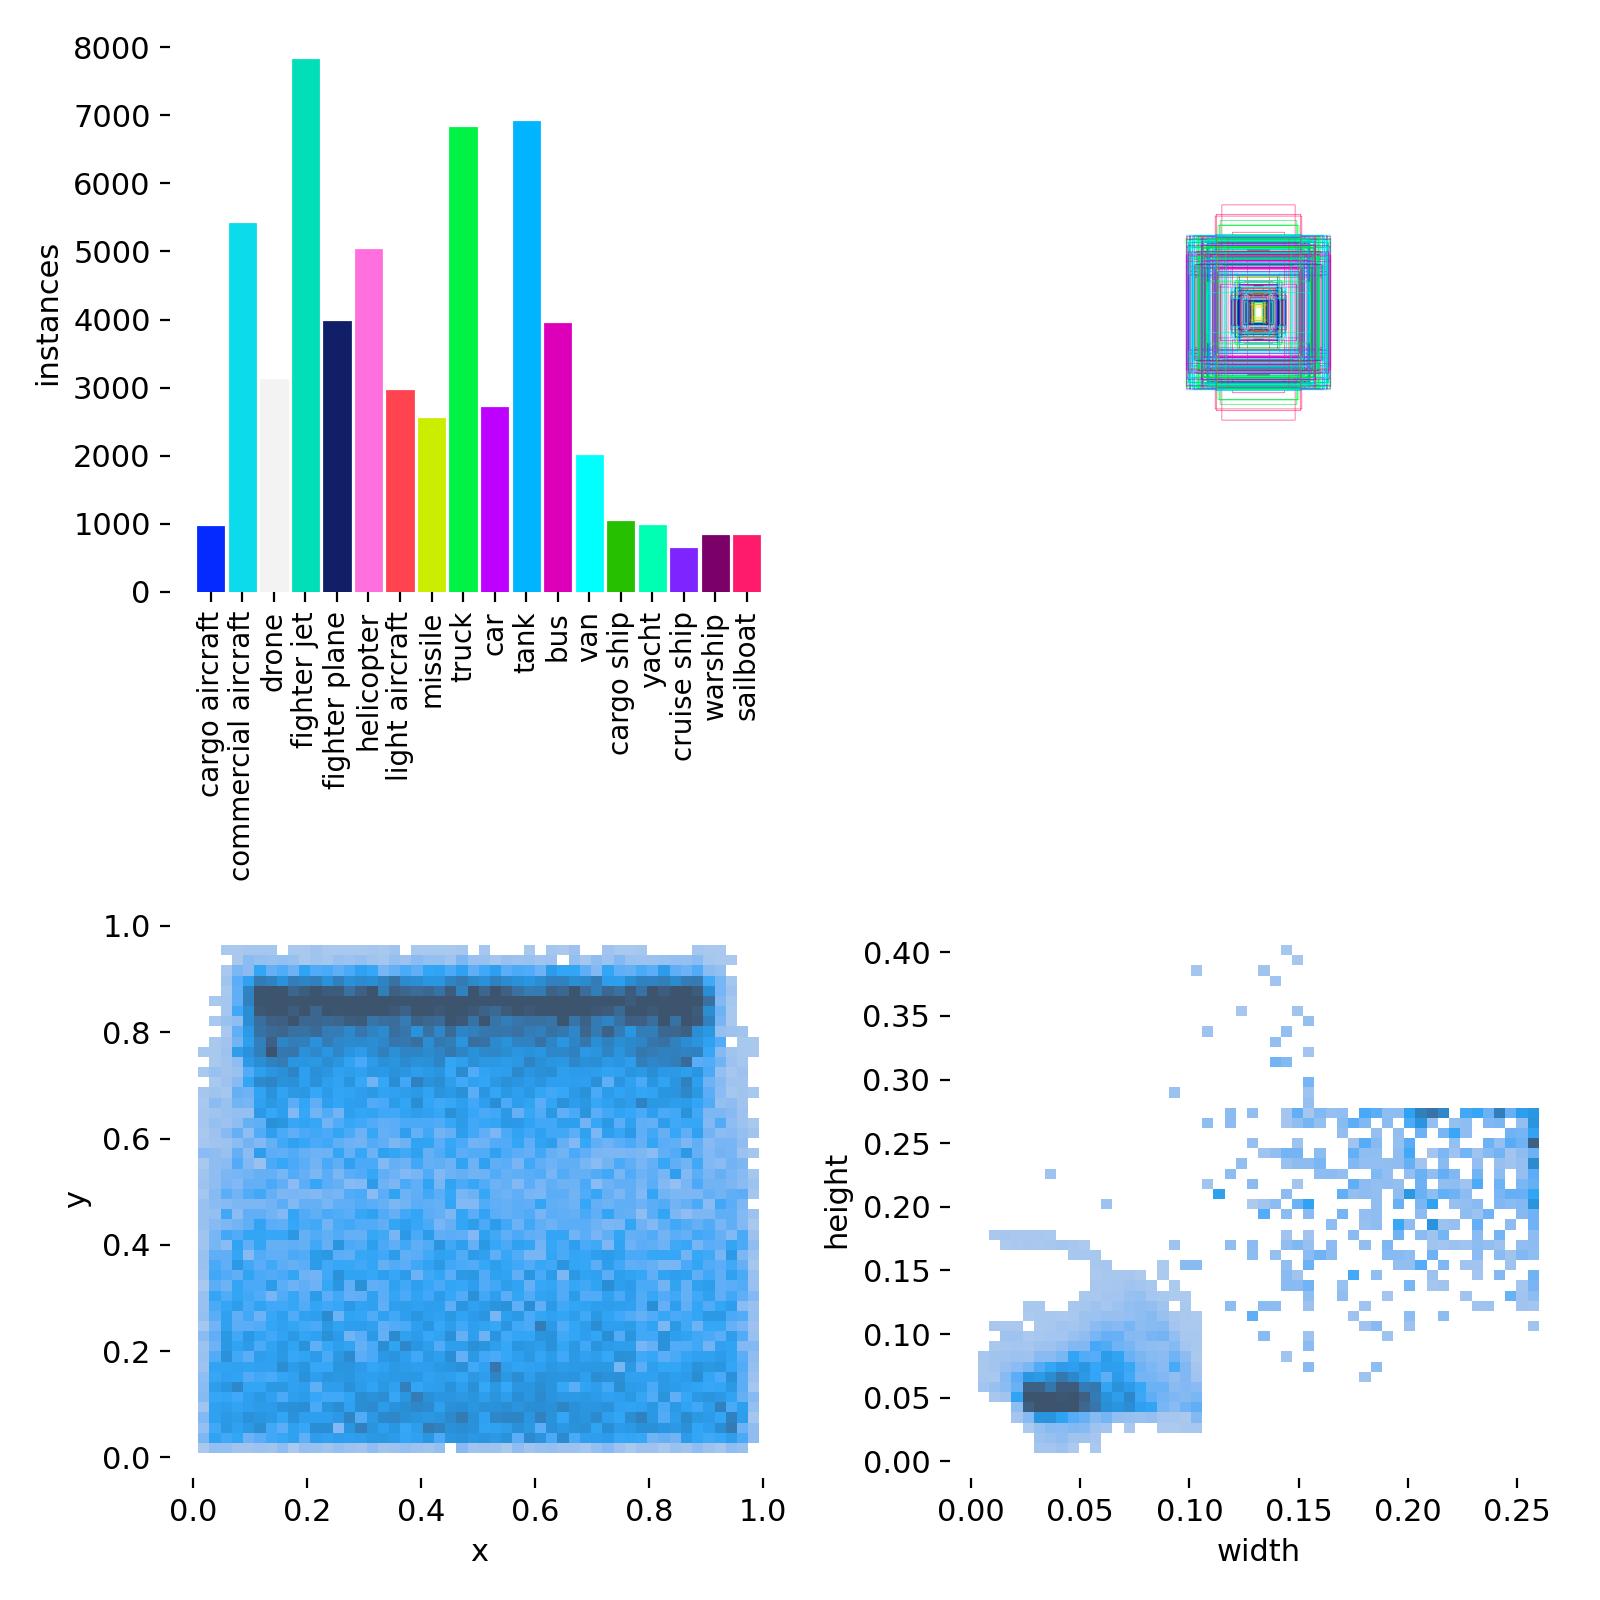 8000
7000
6000
5000
4000
3000
2000
1000
0
instances
cargo aircraft
commercial aircraft
drone
fighter jet
fighter plane
helicopter
light aircraft
missile
truck
car
tank
bus
van
cargo ship
yacht
cruise ship
warship
sailboat
1.0
0.8
0.6
0.4
0.2
0.0
y
0.0 0.2 0.4 0.6 0.8 1.0
x
0.40
0.35
0.30
0.25
0.20
0.15
0.10
0.05
0.00
height
0.00 0.05 0.10 0.15 0.20 0.25
width